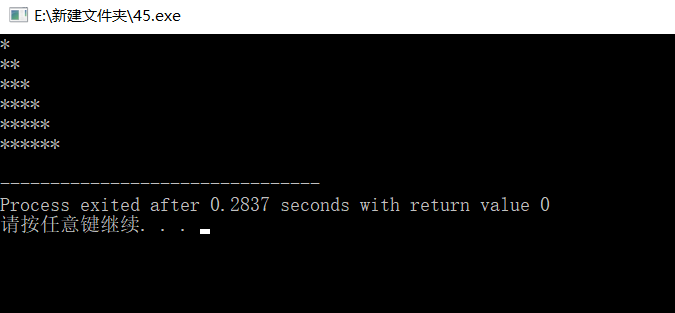 E:\新建文件夹\45.exe
*
**
***
****
*****
******
--------------------------------
Process exited after 0.2837 seconds with return value 0
请按任意键继续. . .